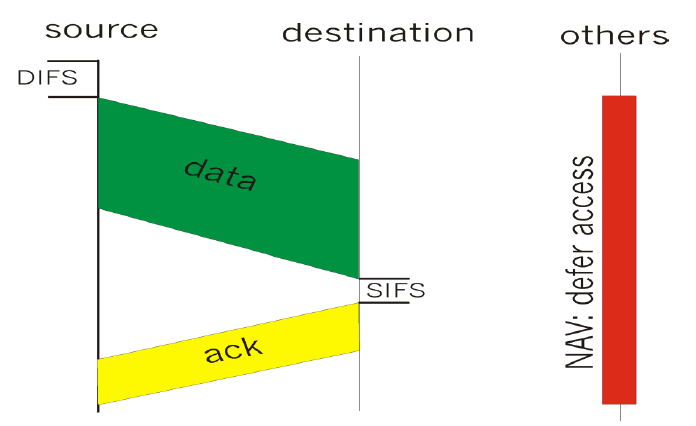 source
destination
others
DIFS
data
SIFS
ack
NAV: defer access